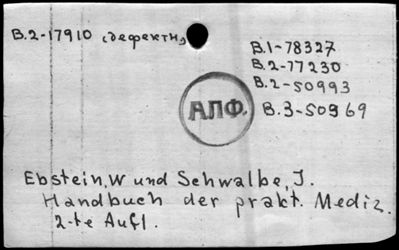 B.2-17910 (дефектн.)
B.1-78327
B.2-77230
B.2-50993
B.3-50969
АЛФ.
Ebstein, W und Schwalbe, J.
Handbuch der prakt. Mediz.
2-te Aufl.